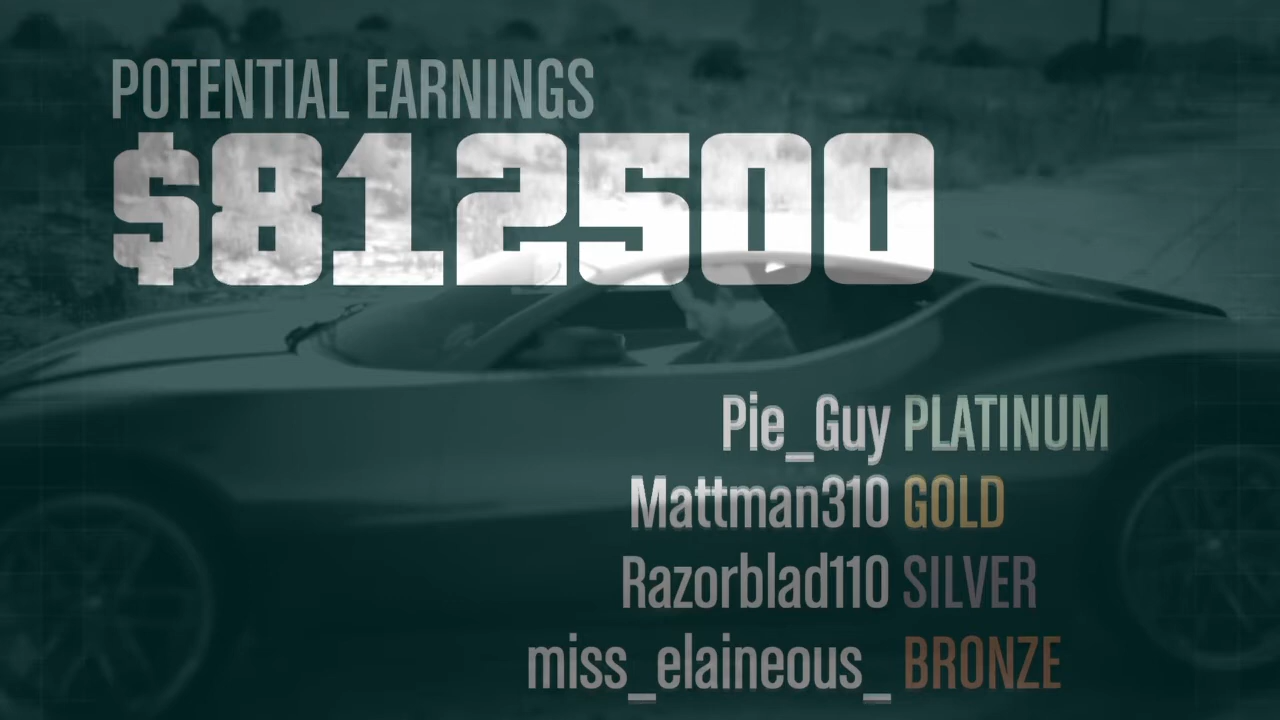 POTENTIAL EARNINGS
$812500
Pie_Guy PLATINUM
Mattman310 GOLD
Razorblad110 SILVER
miss_elaineous_ BRONZE